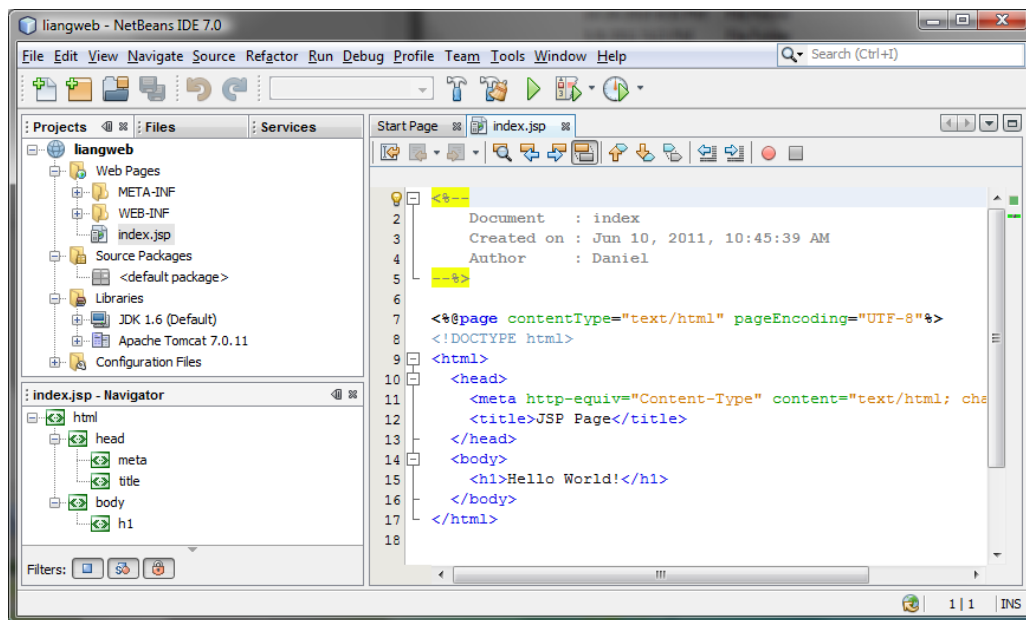 liangweb - NetBeans IDE 7.0
File Edit View Navigate Source Refactor Run Debug Profile Team Tools Window Help
Search (Ctrl+I)
Projects
Files
Services
liangweb
Web Pages
META-INF
WEB-INF
index.jsp
Source Packages
<default package>
Libraries
JDK 1.6 (Default)
Apache Tomcat 7.0.11
Configuration Files
index.jsp - Navigator
html
head
meta
title
body
h1
Filters:
Start Page
index.jsp
<%--
2 Document : index
3 Created on : Jun 10, 2011, 10:45:39 AM
4 Author : Daniel
5 --%>
6
7 <%@page contentType="text/html" pageEncoding="UTF-8"%>
8 <!DOCTYPE html>
9 <html>
10 <head>
11 <meta http-equiv="Content-Type" content="text/html; cha
12 <title>JSP Page</title>
13 </head>
14 <body>
15 <h1>Hello World!</h1>
16 </body>
17 </html>
18
1 | 1 INS